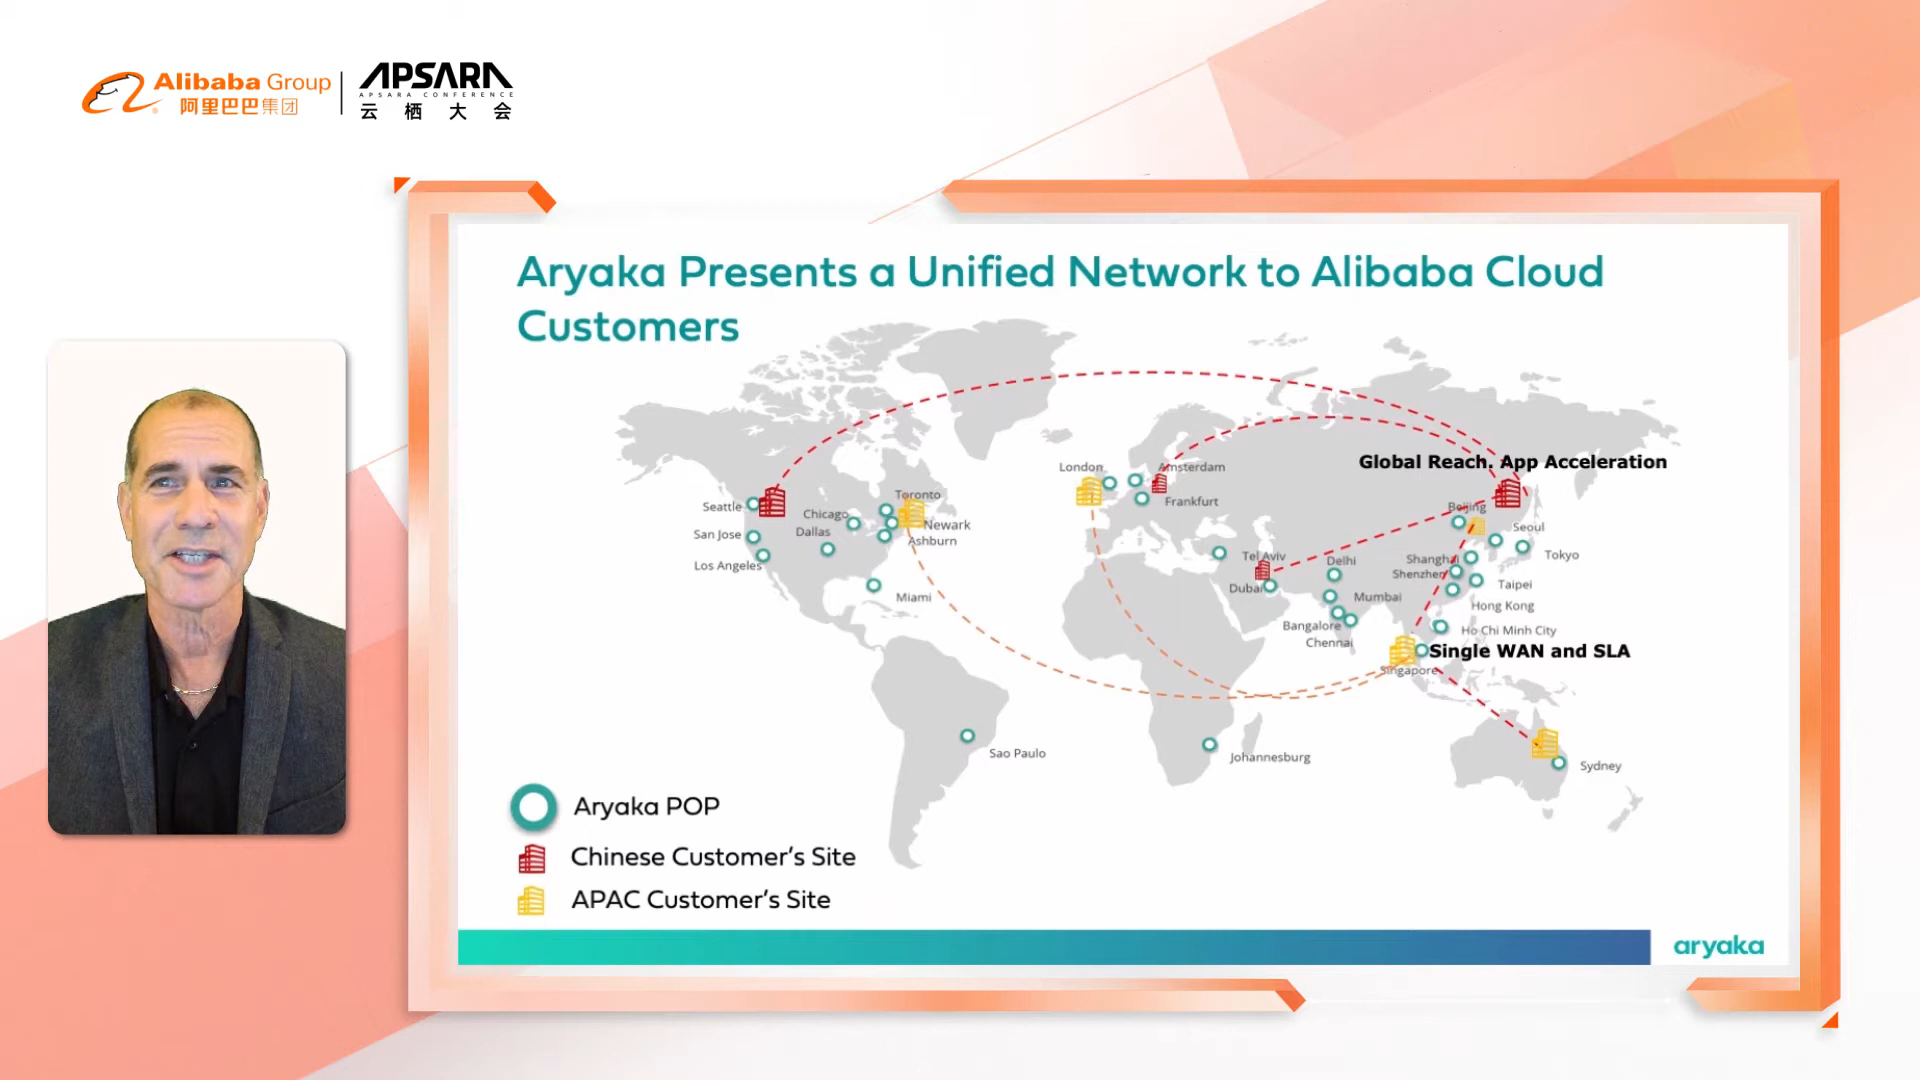 Alibaba Group
阿里巴巴集团
APSARA
APSARA CONFERENCE
云栖大会
Aryaka Presents a Unified Network to Alibaba Cloud
Customers
Global Reach. App Acceleration
London
Amsterdam
Frankfurt
Seattle
San Jose
Los Angeles
Chicago
Dallas
Toronto
Newark
Ashburn
Miami
Tel Aviv
Dubai
Delhi
Mumbai
Bangalore
Chennai
Beijing
Seoul
Tokyo
Shanghai
Shenzhen
Taipei
Hong Kong
Ho Chi Minh City
Single WAN and SLA
Singapore
Sao Paulo
Johannesburg
Sydney
Aryaka POP
Chinese Customer’s Site
APAC Customer’s Site
aryaka